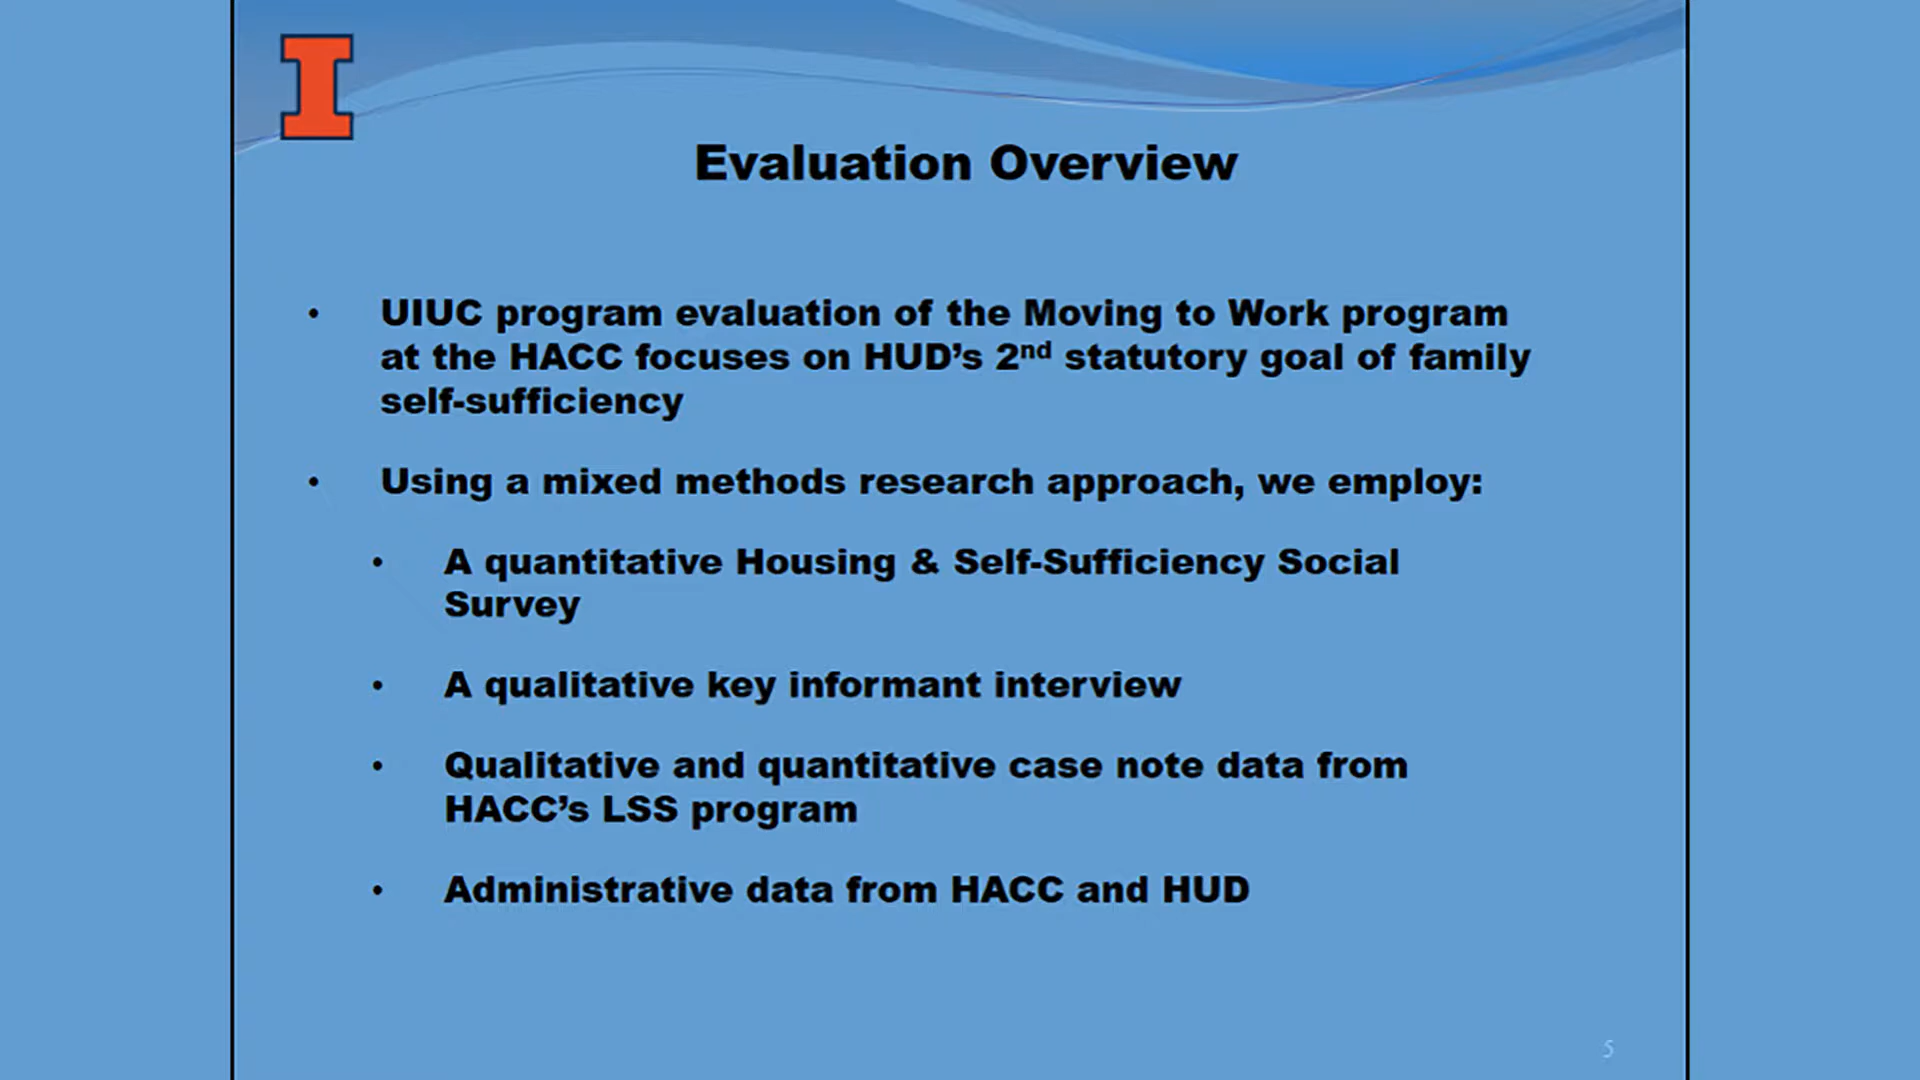 I
Evaluation Overview
• UIUC program evaluation of the Moving to Work program
at the HACC focuses on HUD’s 2nd statutory goal of family
self-sufficiency
• Using a mixed methods research approach, we employ:
• A quantitative Housing & Self-Sufficiency Social
Survey
• A qualitative key informant interview
• Qualitative and quantitative case note data from
HACC’s LSS program
• Administrative data from HACC and HUD
5